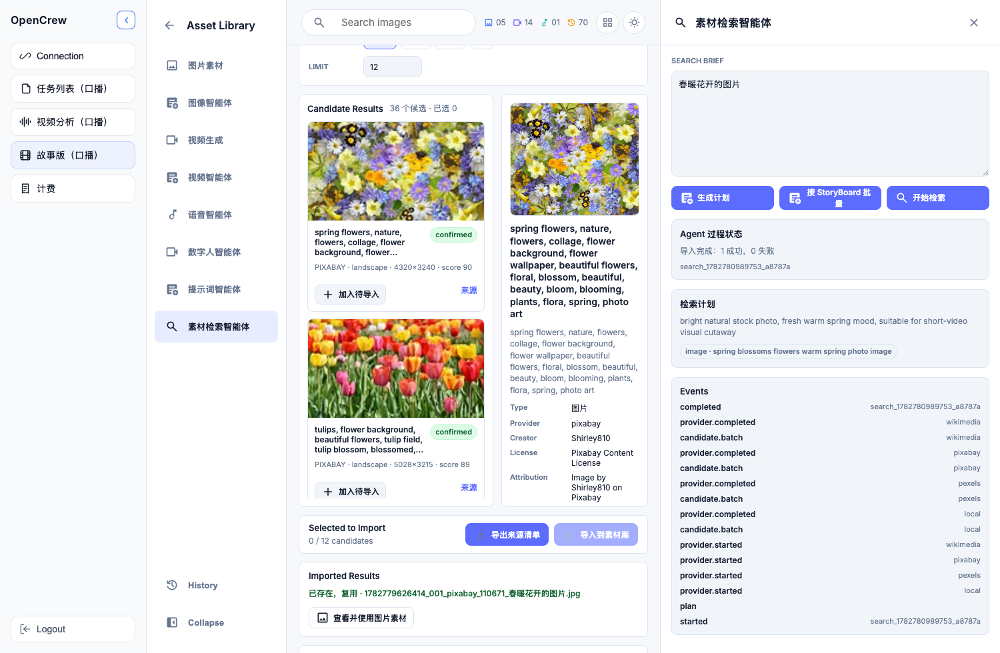 OpenCrew
Connection
任务列表（口播）
视频分析（口播）
故事版（口播）
计费
Logout
Asset Library
图片素材
图像智能体
视频生成
视频智能体
语音智能体
数字人智能体
提示词智能体
素材检索智能体
History
Collapse
Search images
05
14
01
70
LIMIT
12
Candidate Results
36 个候选 · 已选 0
spring flowers, nature,
flowers, collage, flower
background, flower...
confirmed
PIXABAY · landscape · 4320×3240 · score 90
加入待导入
来源
tulips, flower background,
beautiful flowers, tulip field,
tulip blossom, blossomed,...
confirmed
PIXABAY · landscape · 5028×3215 · score 89
加入待导入
来源
spring flowers, nature,
flowers, collage, flower
background, flower
wallpaper, beautiful flowers,
floral, blossom, beautiful,
beauty, bloom, blooming,
plants, flora, spring, photo
art
spring flowers, nature, flowers,
collage, flower background,
flower wallpaper, beautiful
flowers, floral, blossom, beautiful,
beauty, bloom, blooming, plants,
flora, spring, photo art
Type 图片
Provider pixabay
Creator Shirley810
License Pixabay Content
License
Attribution Image by
Shirley810 on
Pixabay
Selected to Import
0 / 12 candidates
导出来源清单
导入到素材库
Imported Results
已存在，复用 · 1782779626414_001_pixabay_110671_春暖花开的图片.jpg
查看并使用图片素材
素材检索智能体
SEARCH BRIEF
春暖花开的图片
生成计划
按 StoryBoard 批
量
开始检索
Agent 过程状态
导入完成：1 成功，0 失败
search_1782780989753_a8787a
检索计划
bright natural stock photo, fresh warm spring mood, suitable for short-video
visual cutaway
image · spring blossoms flowers warm spring photo image
Events
completed search_1782780989753_a8787a
provider.completed wikimedia
candidate.batch wikimedia
provider.completed pixabay
candidate.batch pixabay
provider.completed pexels
candidate.batch pexels
provider.completed local
candidate.batch local
provider.started wikimedia
provider.started pixabay
provider.started pexels
provider.started local
plan
started search_1782780989753_a8787a